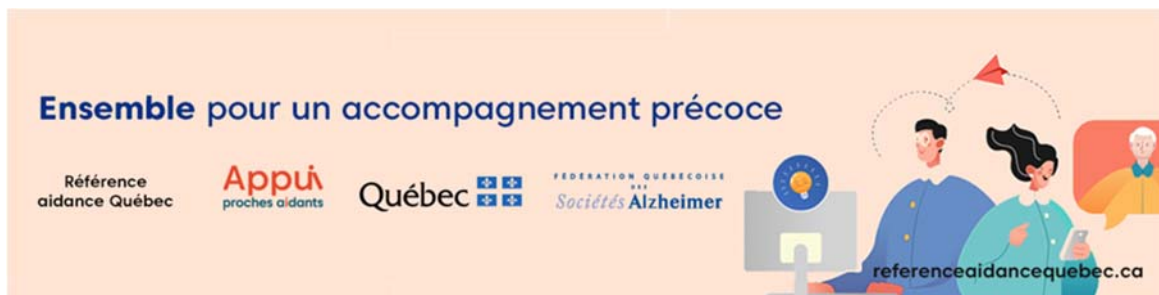 Ensemble pour un accompagnement précoce
Référence
aidance Québec
Appui
proches aidants
Québec
FÉDÉRATION QUÉBÉCOISE
DES
Sociétés Alzheimer
referenceaidancequebec.ca